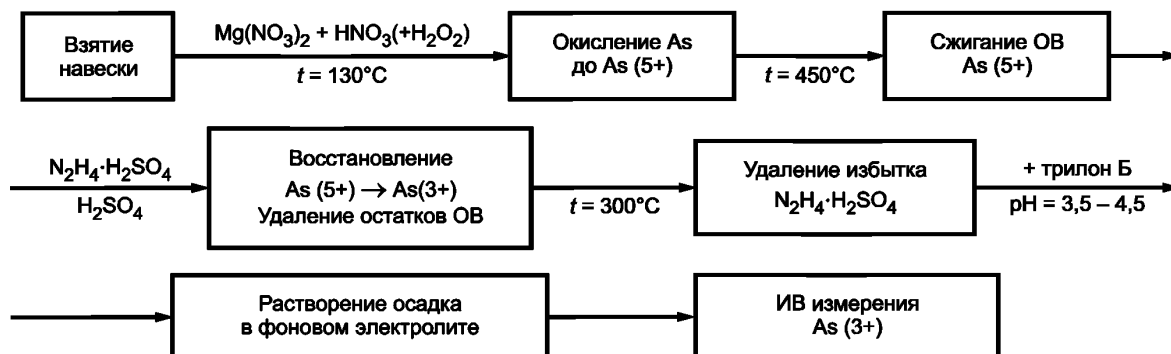 Взятие
навески
Mg(NO₃)₂ + HNO₃(+H₂O₂)
t = 130°C
Окисление As
до As (5+)
t = 450°C
Сжигание ОВ
As (5+)
N₂H₄·H₂SO₄
H₂SO₄
Восстановление
As (5+) → As(3+)
Удаление остатков ОВ
t = 300°C
Удаление избытка
N₂H₄·H₂SO₄
+ трилон Б
pH = 3,5 – 4,5
Растворение осадка
в фоновом электролите
ИВ измерения
As (3+)